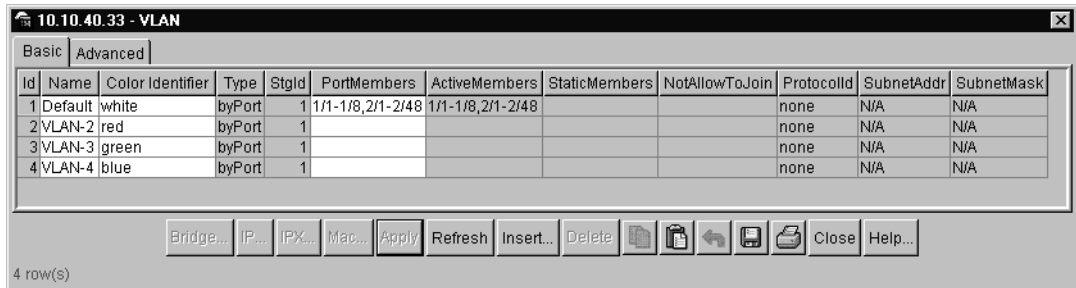 10.10.40.33 - VLAN
Basic Advanced
Id Name Color Identifier Type StgId PortMembers ActiveMembers StaticMembers NotAllowToJoin ProtocolId SubnetAddr SubnetMask
1 Default white byPort 1 1/1-1/8,2/1-2/48 1/1-1/8,2/1-2/48 none N/A N/A
2 VLAN-2 red byPort 1 none N/A N/A
3 VLAN-3 green byPort 1 none N/A N/A
4 VLAN-4 blue byPort 1 none N/A N/A
Bridge... IP... IPX... Mac... Apply Refresh Insert... Delete Close Help...
4 row(s)